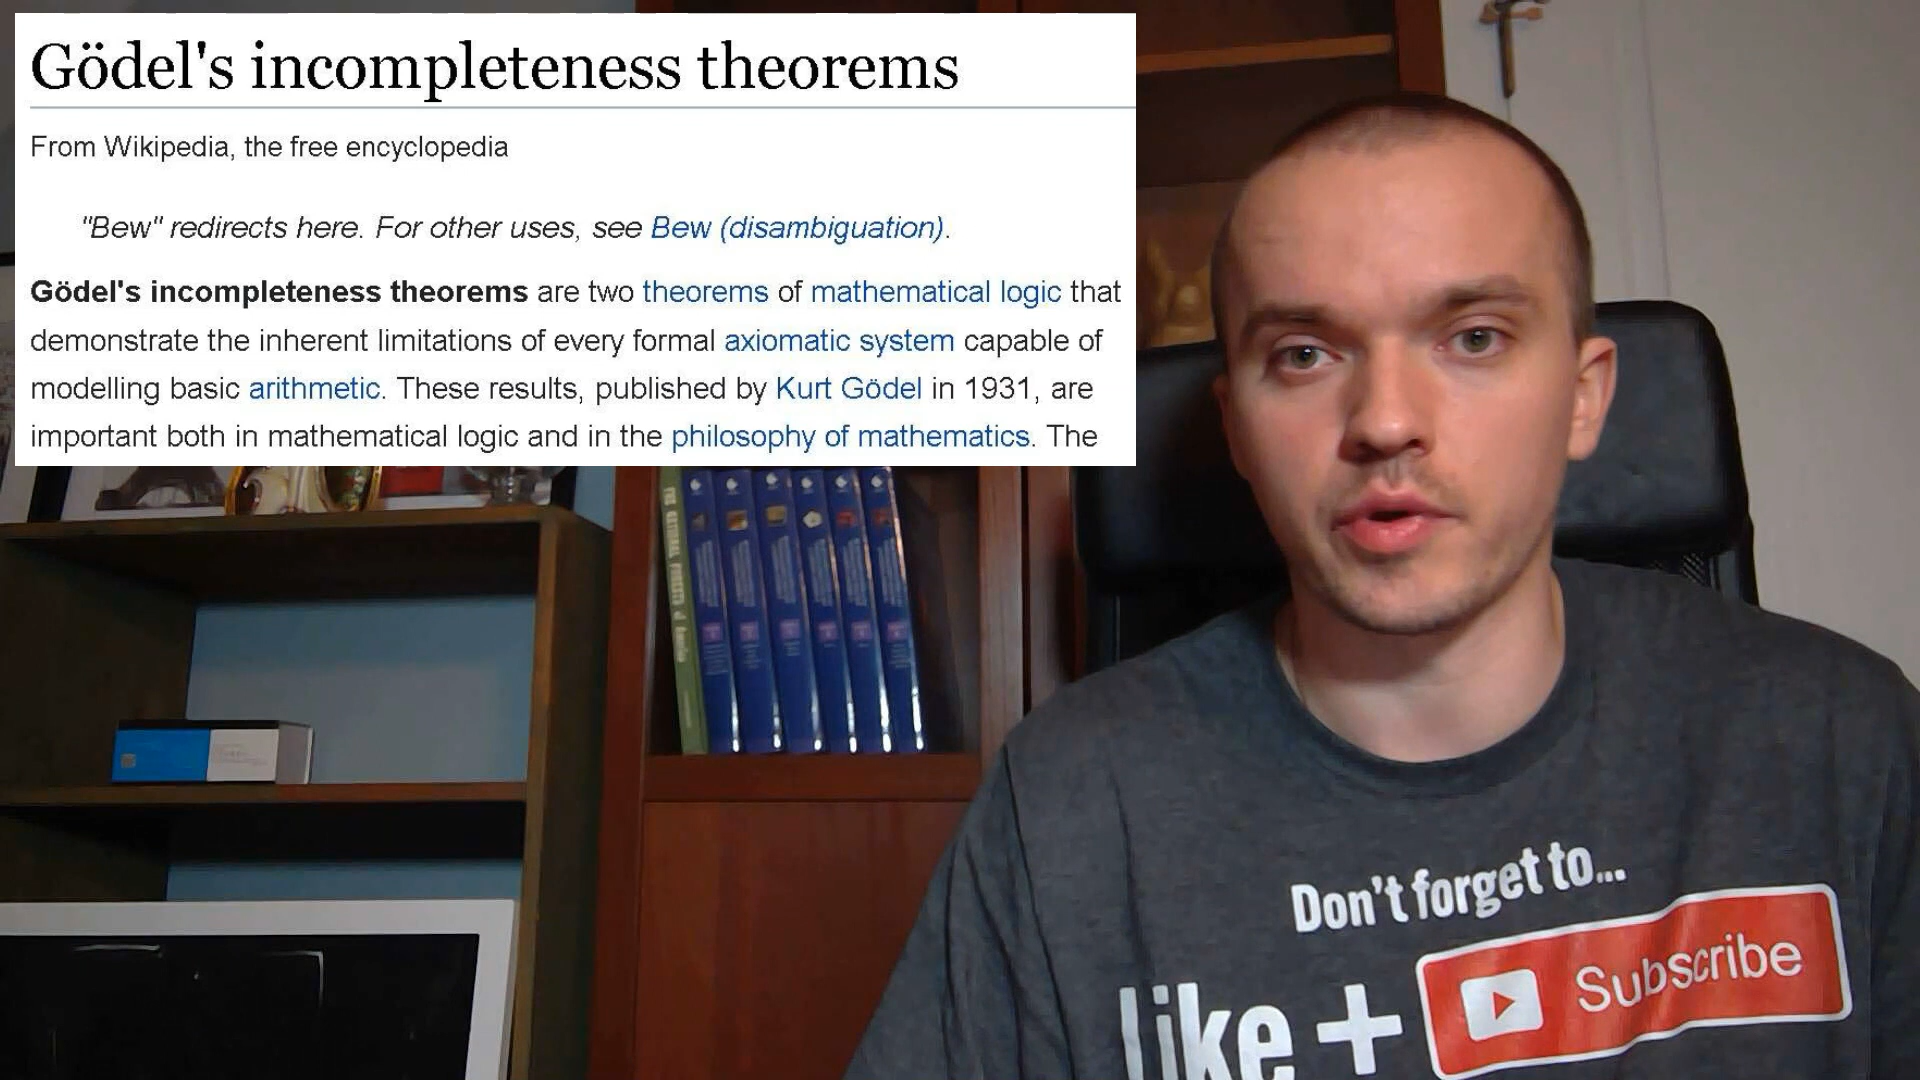 Gödel's incompleteness theorems
From Wikipedia, the free encyclopedia
"Bew" redirects here. For other uses, see Bew (disambiguation).
Gödel's incompleteness theorems are two theorems of mathematical logic that
demonstrate the inherent limitations of every formal axiomatic system capable of
modelling basic arithmetic. These results, published by Kurt Gödel in 1931, are
important both in mathematical logic and in the philosophy of mathematics. The
Don't forget to...
like + Subscribe